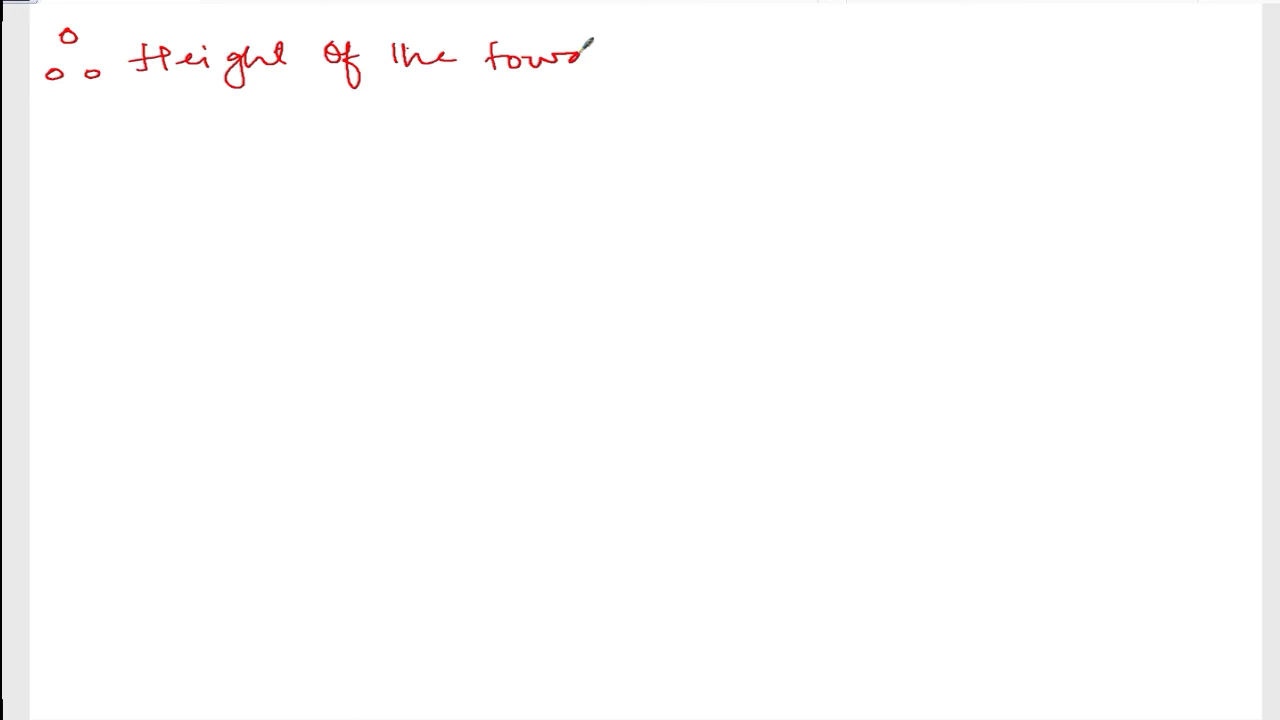 ∴ Height of the towe